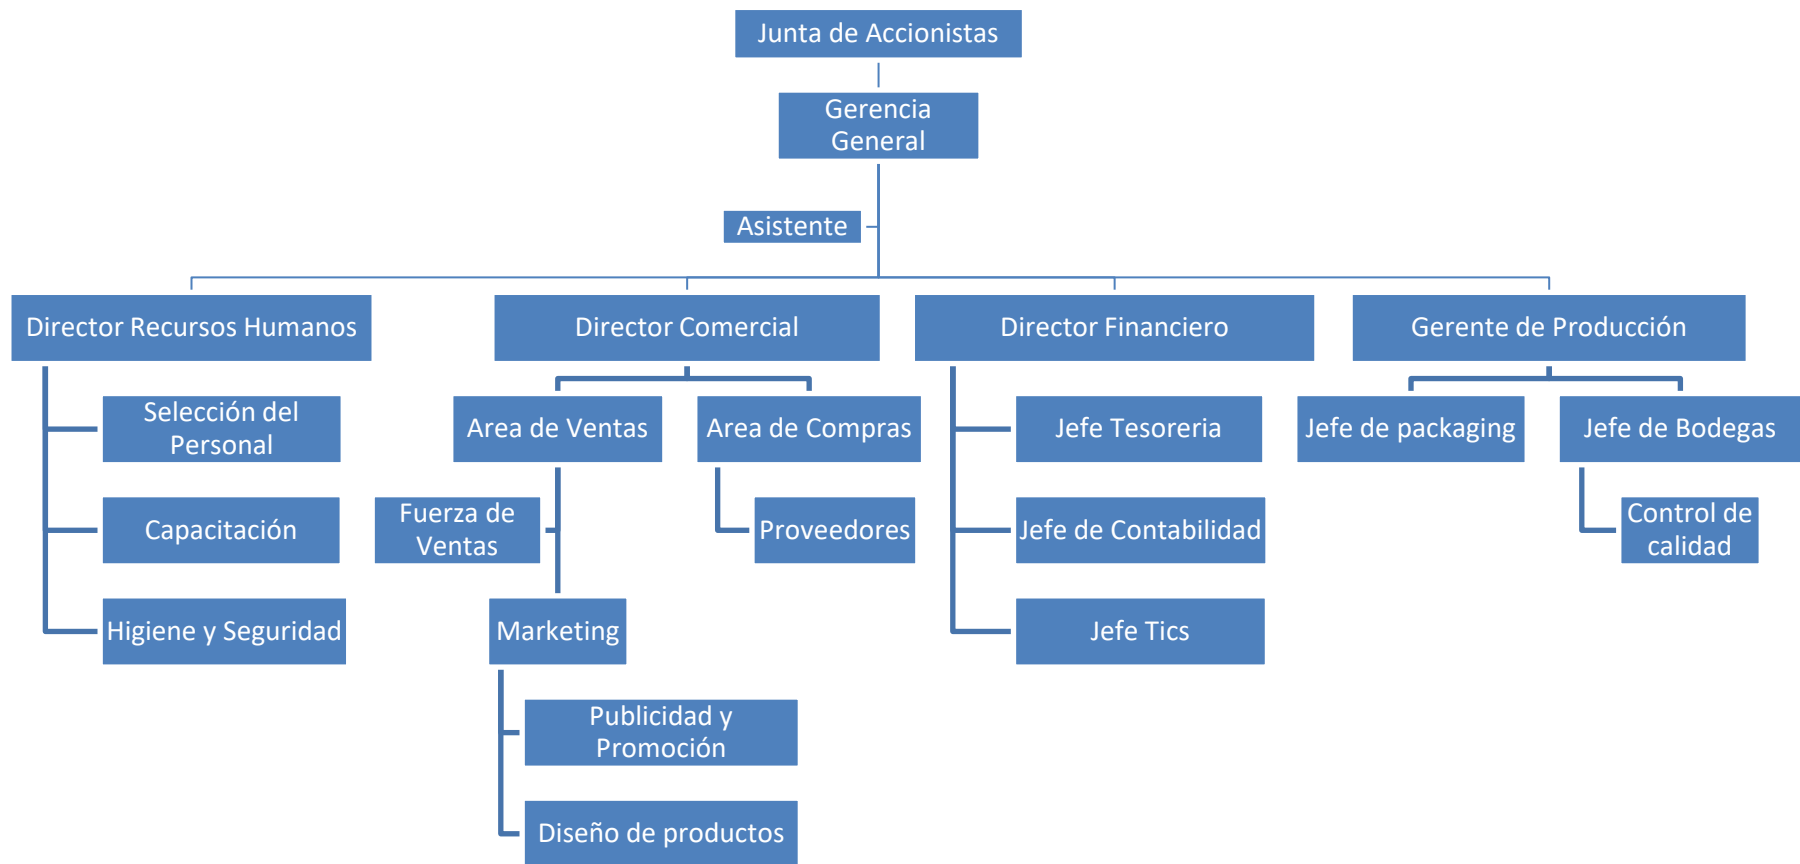 Junta de Accionistas
Gerencia
General
Asistente
Director Recursos Humanos
Director Comercial
Director Financiero
Gerente de Producción
Selección del
Personal
Area de Ventas
Area de Compras
Jefe Tesoreria
Jefe de packaging
Jefe de Bodegas
Capacitación
Fuerza de
Ventas
Proveedores
Jefe de Contabilidad
Control de
calidad
Higiene y Seguridad
Marketing
Jefe Tics
Publicidad y
Promoción
Diseño de productos